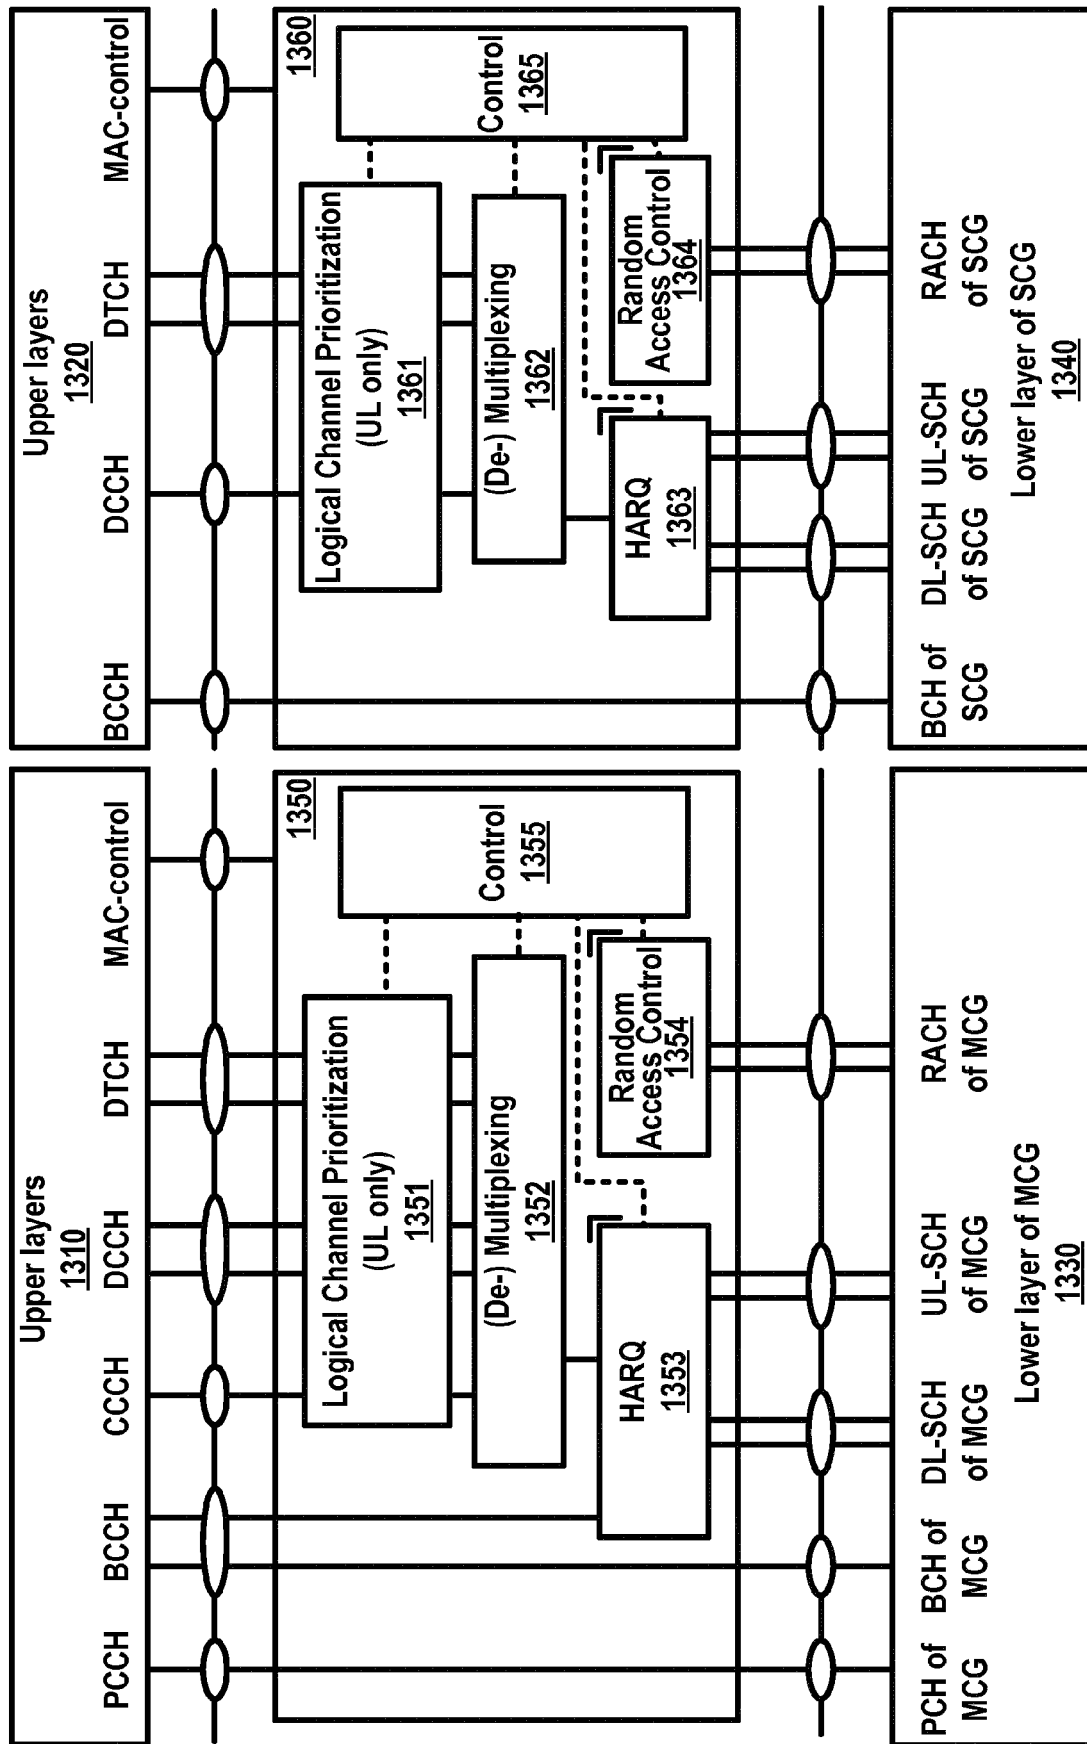 Upper layers
1310
PCCH
BCCH
CCCH
DCCH
DTCH
MAC-control
1350
Logical Channel Prioritization
(UL only)
1351
(De-) Multiplexing
1352
HARQ
1353
Random
Access Control
1354
Control
1355
PCH of
MCG
BCH of
MCG
DL-SCH
of MCG
UL-SCH
of MCG
RACH
of MCG
Lower layer of MCG
1330
Upper layers
1320
BCCH
DCCH
DTCH
MAC-control
1360
Logical Channel Prioritization
(UL only)
1361
(De-) Multiplexing
1362
HARQ
1363
Random
Access Control
1364
Control
1365
BCH of
SCG
DL-SCH
of SCG
UL-SCH
of SCG
RACH
of SCG
Lower layer of SCG
1340